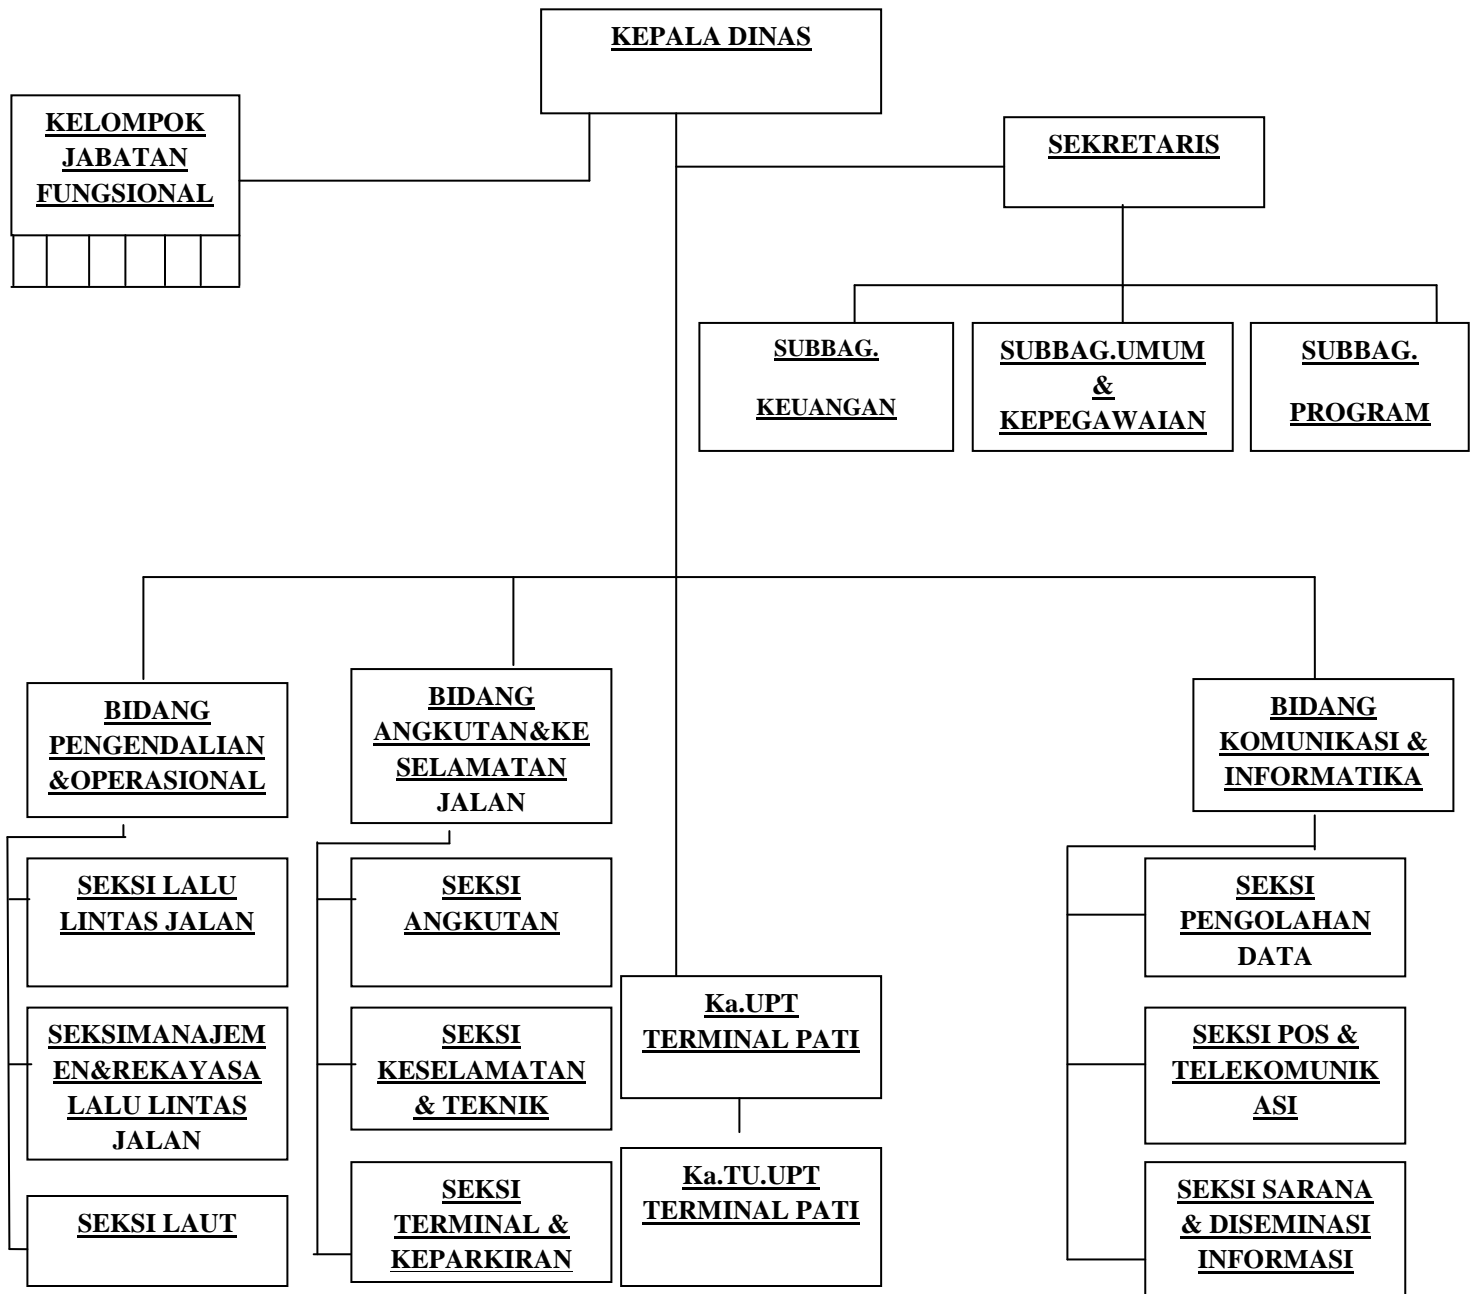 KEPALA DINAS
KELOMPOK
JABATAN
FUNGSIONAL
SEKRETARIS
SUBBAG.
KEUANGAN
SUBBAG.UMUM
&
KEPEGAWAIAN
SUBBAG.
PROGRAM
BIDANG
PENGENDALIAN
&OPERASIONAL
BIDANG
ANGKUTAN&KE
SELAMATAN
JALAN
BIDANG
KOMUNIKASI &
INFORMATIKA
SEKSI LALU
LINTAS JALAN
SEKSIMANAJEM
EN&REKAYASA
LALU LINTAS
JALAN
SEKSI LAUT
SEKSI
ANGKUTAN
SEKSI
KESELAMATAN
& TEKNIK
SEKSI
TERMINAL &
KEPARKIRAN
Ka.UPT
TERMINAL PATI
Ka.TU.UPT
TERMINAL PATI
SEKSI
PENGOLAHAN
DATA
SEKSI POS &
TELEKOMUNIK
ASI
SEKSI SARANA
& DISEMINASI
INFORMASI